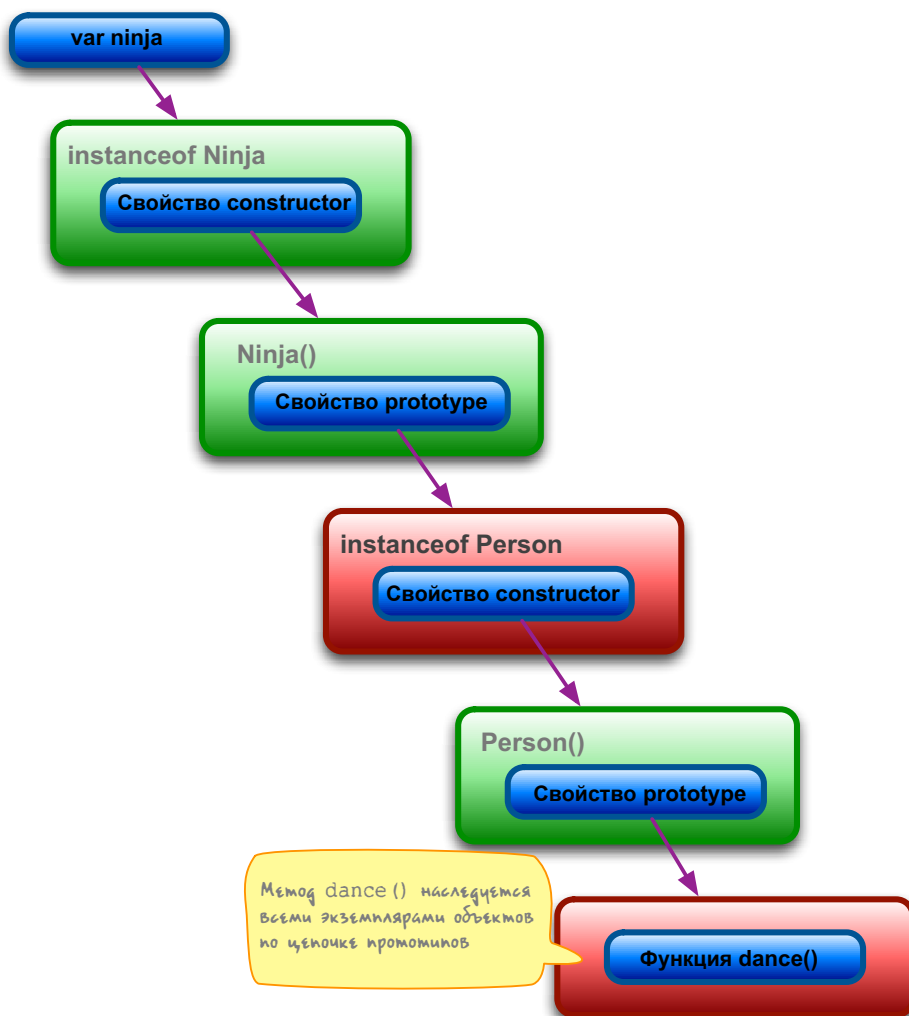 var ninja
instanceof Ninja
Свойство constructor
Ninja()
Свойство prototype
instanceof Person
Свойство constructor
Person()
Свойство prototype
Метод dance() наследуется
всеми экземплярами объектов
по цепочке прототипов
Функция dance()